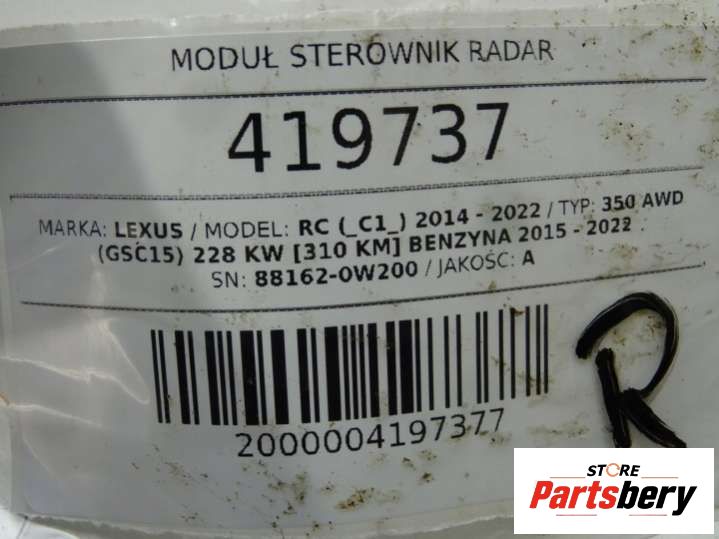 MODUŁ STEROWNIK RADAR
419737
MARKA: LEXUS / MODEL: RC (_C1_) 2014 - 2022 / TYP: 350 AWD
(GSC15) 228 KW [310 KM] BENZYNA 2015 - 2022
SN: 88162-0W200 / JAKOŚĆ: A
2000004197377
R
STORE
Partsbery